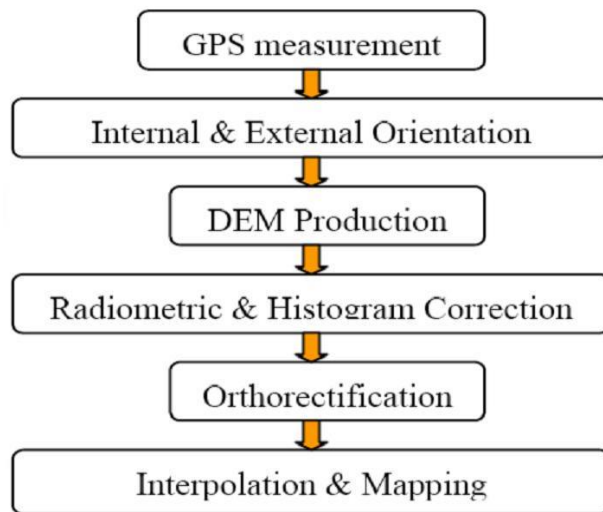 GPS measurement
Internal & External Orientation
DEM Production
Radiometric & Histogram Correction
Orthorectification
Interpolation & Mapping